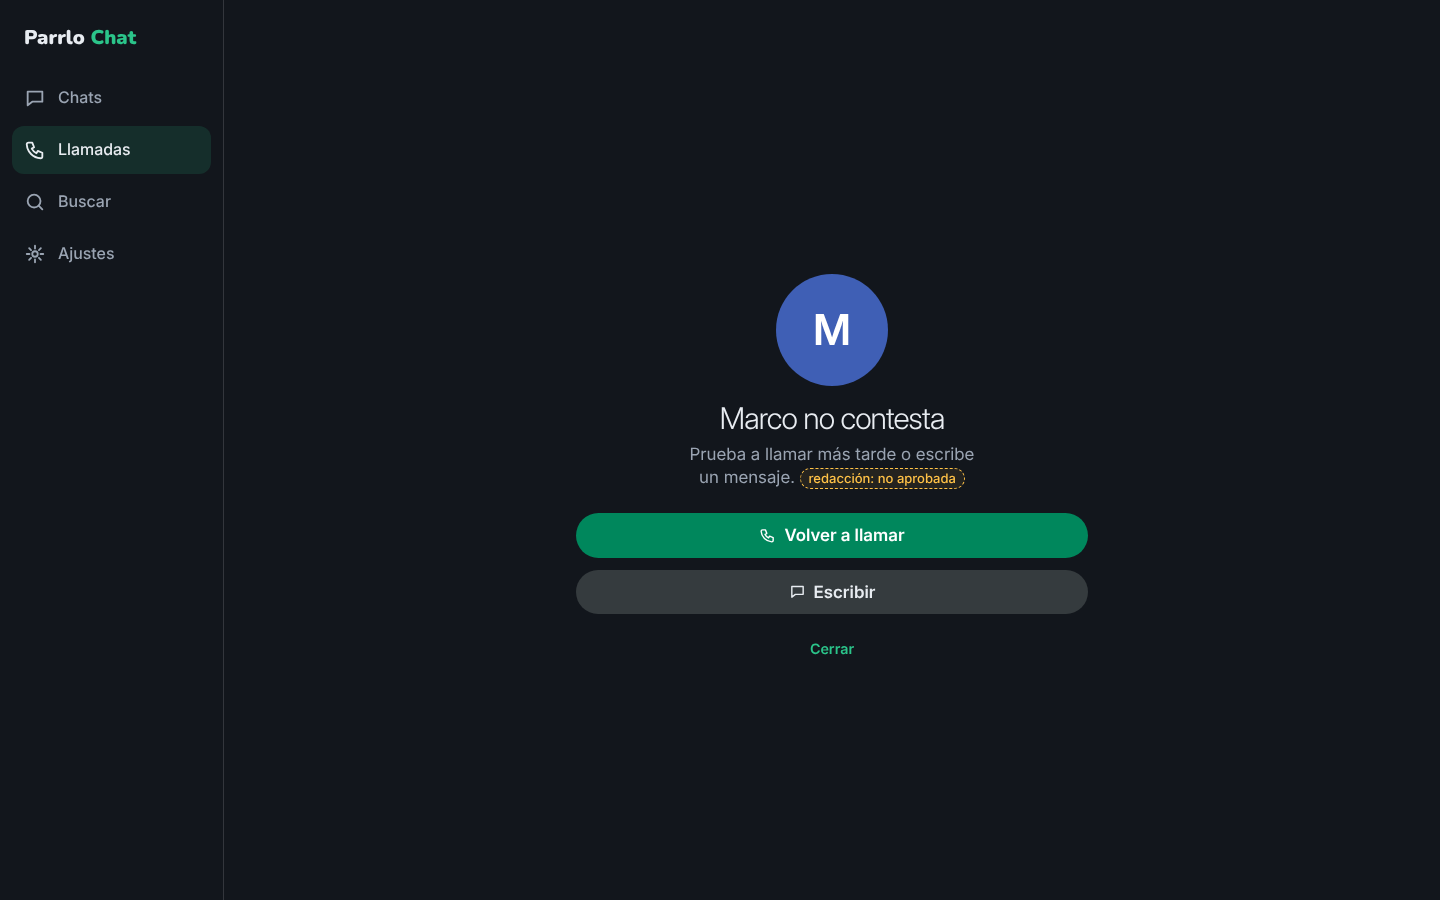 Parrlo Chat
Chats
Llamadas
Buscar
Ajustes
M
Marco no contesta
Prueba a llamar más tarde o escribe
un mensaje. redacción: no aprobada
Volver a llamar
Escribir
Cerrar